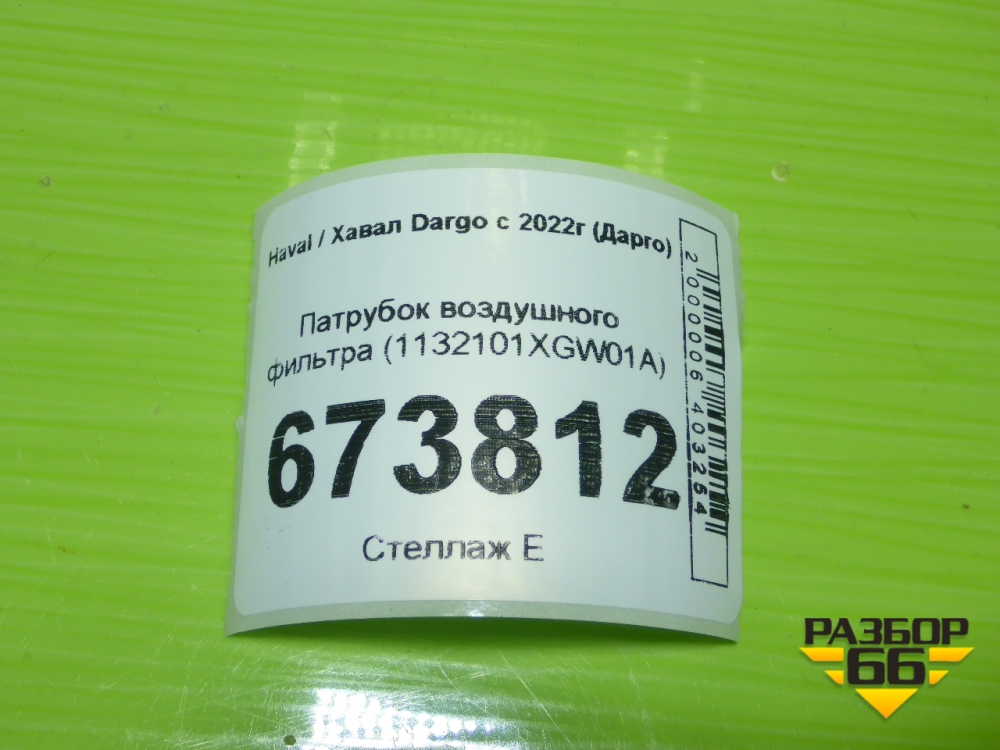 Haval / Хавал Dargo с 2022г (Дарго)
Патрубок воздушного
фильтра (1132101XGW01A)
673812
Стеллаж Е
2000006403264
РАЗБОР
66